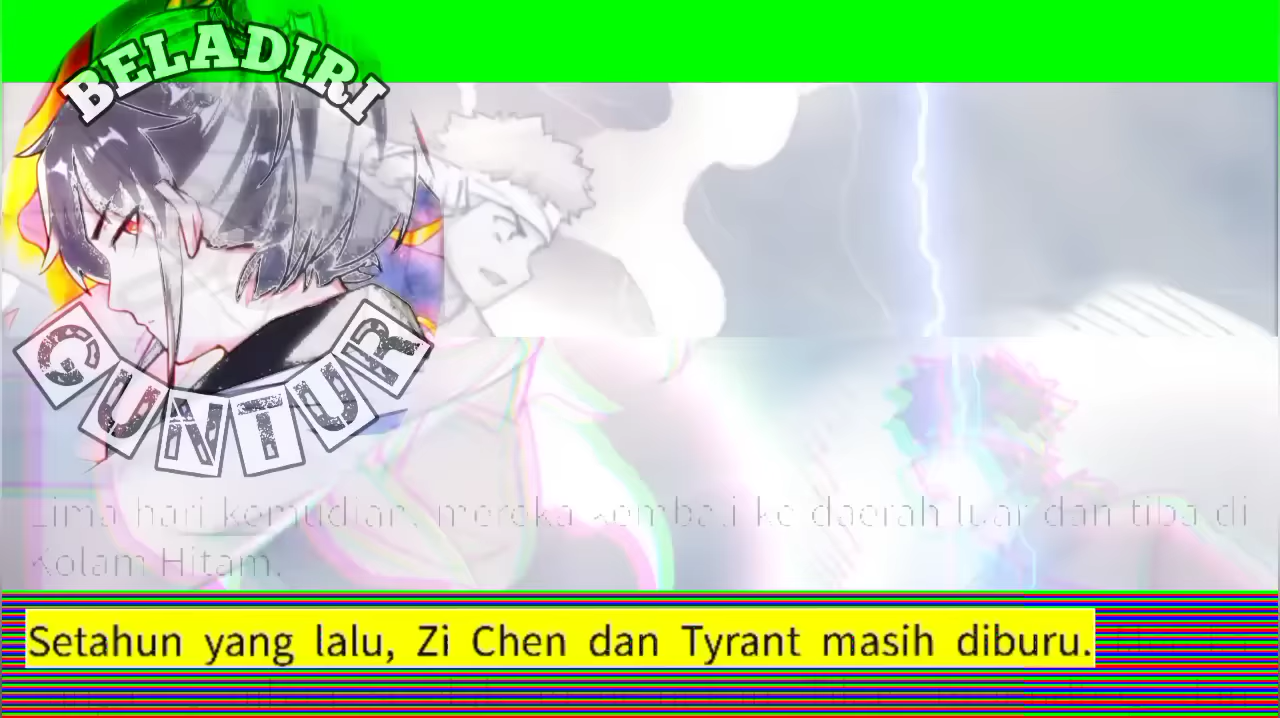 BELADIRI
GUNTUR
Lima hari kemudian, mereka kembali ke daerah luar dan tiba di
Kolam Hitam.
Setahun yang lalu, Zi Chen dan Tyrant masih diburu.